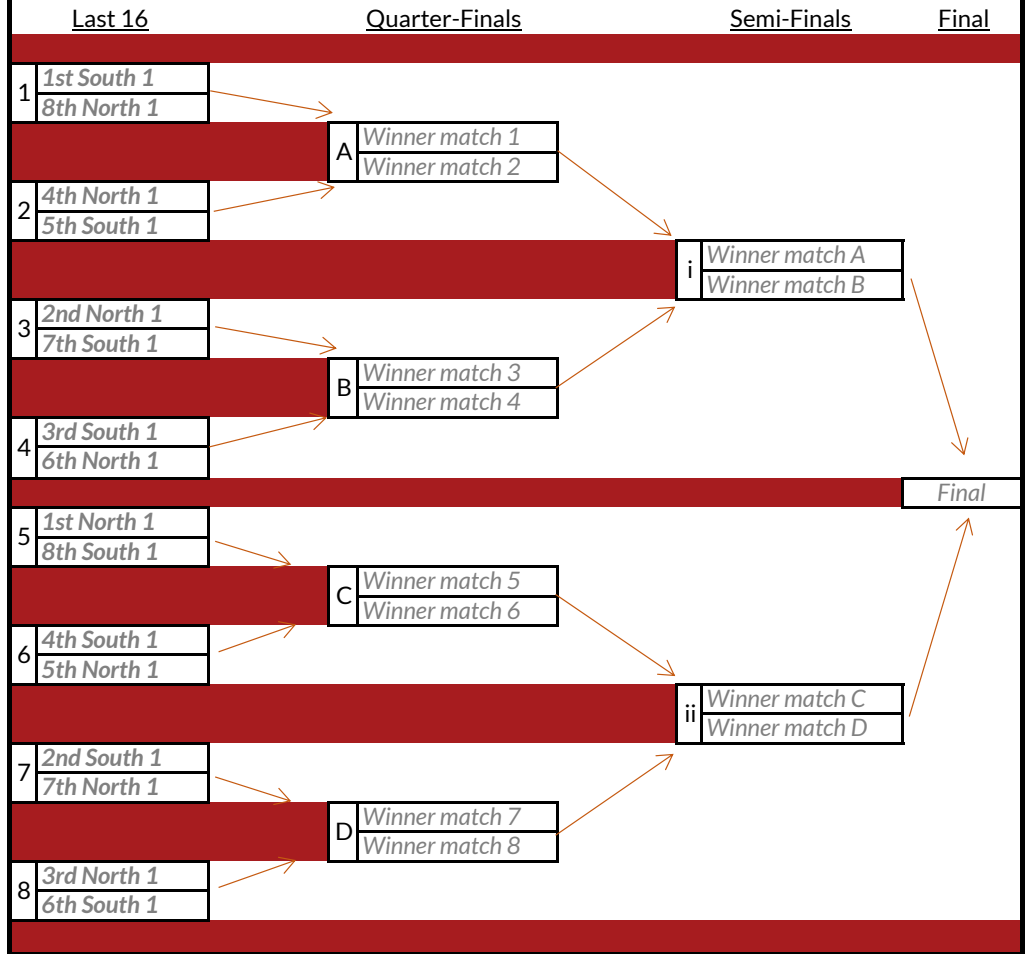 Last 16 Quarter-Finals Semi-Finals Final
1 1st South 1
8th North 1
A Winner match 1
Winner match 2
2 4th North 1
5th South 1
i Winner match A
Winner match B
3 2nd North 1
7th South 1
B Winner match 3
Winner match 4
4 3rd South 1
6th North 1
Final
5 1st North 1
8th South 1
C Winner match 5
Winner match 6
6 4th South 1
5th North 1
ii Winner match C
Winner match D
7 2nd South 1
7th North 1
D Winner match 7
Winner match 8
8 3rd North 1
6th South 1